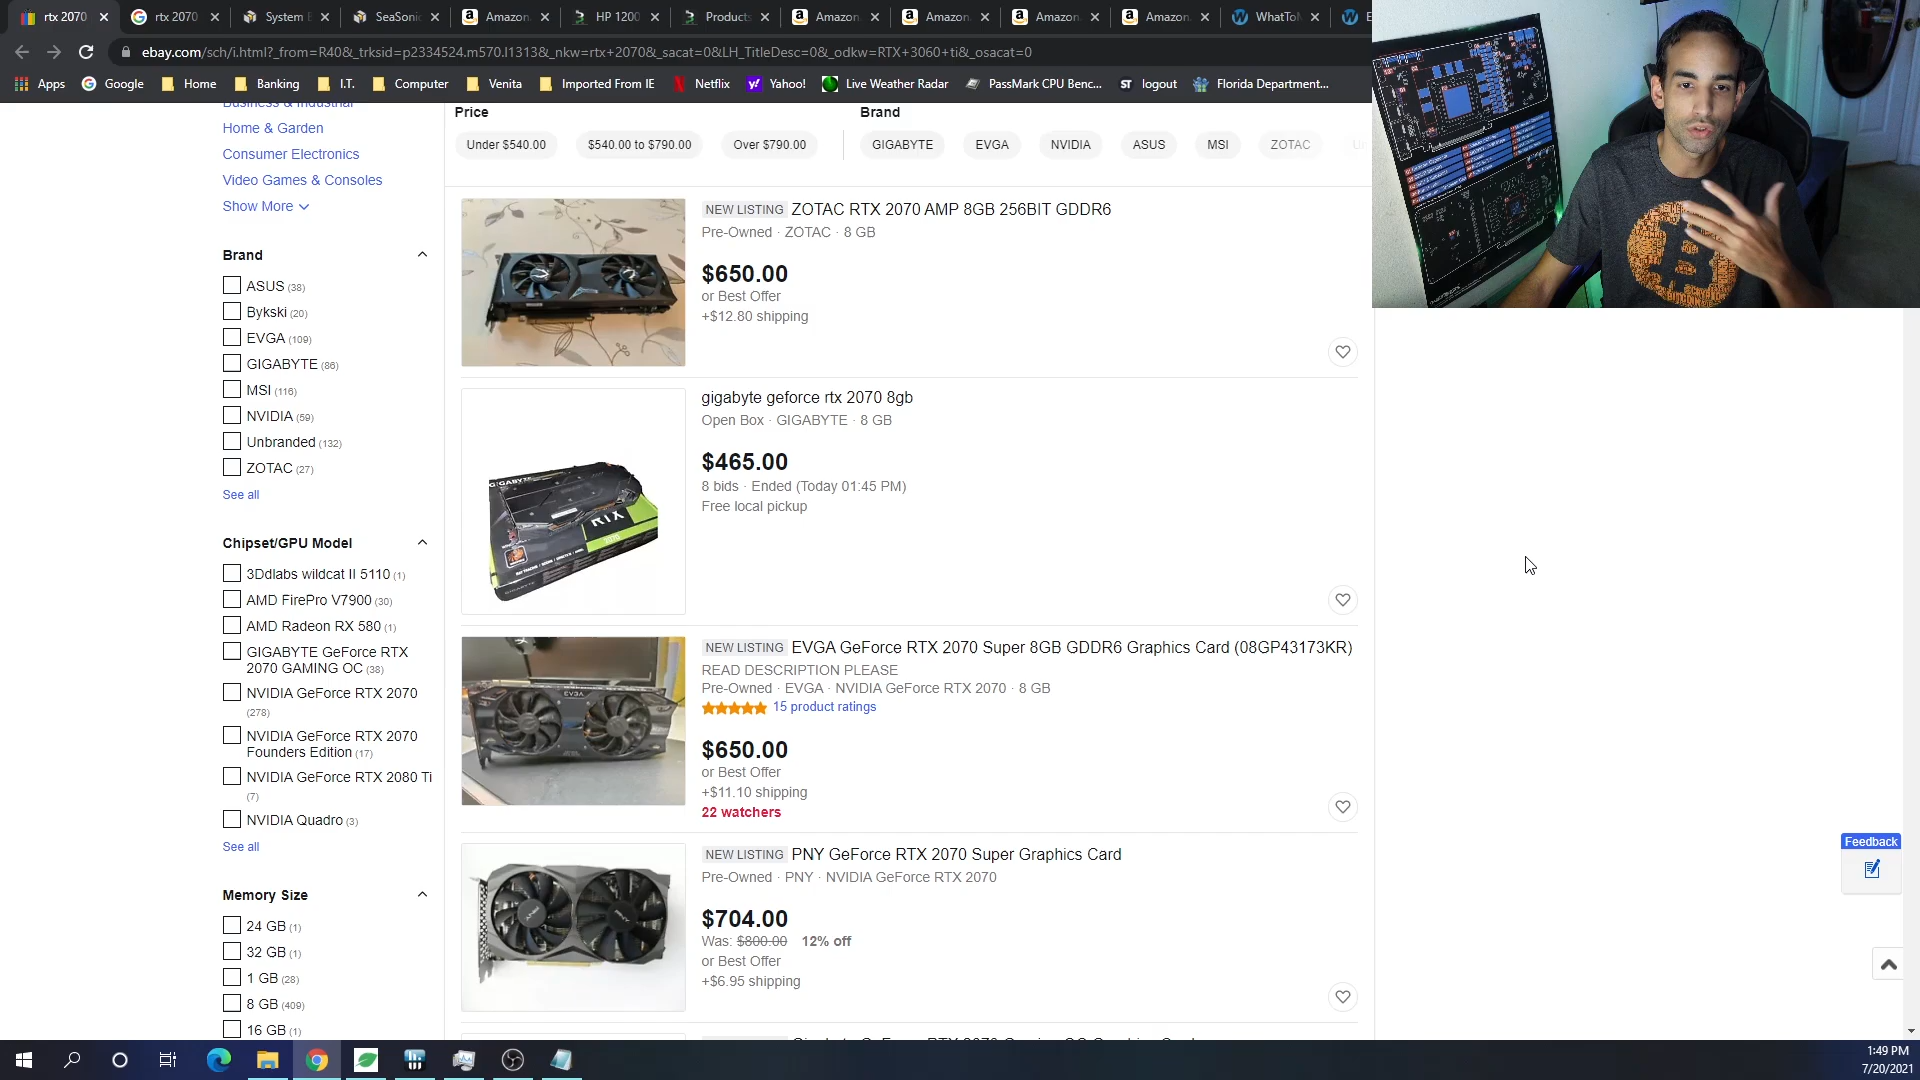 rtx 2070
rtx 2070
System B
SeaSonic
Amazon.
HP 1200
Products
Amazon.
Amazon.
Amazon.
Amazon.
WhatToM
ebay.com/sch/i.html?_from=R40&_trksid=p2334524.m570.l1313&_nkw=rtx+2070&_sacat=0&LH_TitleDesc=0&_odkw=RTX+3060+ti&_osacat=0
Apps Google Home Banking I.T. Computer Venita Imported From IE Netflix Yahoo! Live Weather Radar PassMark CPU Benc... ST logout Florida Department...
Business & Industrial
Home & Garden
Consumer Electronics
Video Games & Consoles
Show More
Brand
ASUS (38)
Bykski (20)
EVGA (109)
GIGABYTE (86)
MSI (116)
NVIDIA (59)
Unbranded (132)
ZOTAC (27)
See all
Chipset/GPU Model
3Ddlabs wildcat II 5110 (1)
AMD FirePro V7900 (30)
AMD Radeon RX 580 (1)
GIGABYTE GeForce RTX
2070 GAMING OC (38)
NVIDIA GeForce RTX 2070
(278)
NVIDIA GeForce RTX 2070
Founders Edition (17)
NVIDIA GeForce RTX 2080 Ti
(7)
NVIDIA Quadro (3)
See all
Memory Size
24 GB (1)
32 GB (1)
1 GB (28)
8 GB (409)
16 GB (1)
Price
Under $540.00 $540.00 to $790.00 Over $790.00
Brand
GIGABYTE EVGA NVIDIA ASUS MSI ZOTAC Un
NEW LISTING ZOTAC RTX 2070 AMP 8GB 256BIT GDDR6
Pre-Owned · ZOTAC · 8 GB
$650.00
or Best Offer
+$12.80 shipping
GIGABYTE
RTX
gigabyte geforce rtx 2070 8gb
Open Box · GIGABYTE · 8 GB
$465.00
8 bids · Ended (Today 01:45 PM)
Free local pickup
EVGA
NEW LISTING EVGA GeForce RTX 2070 Super 8GB GDDR6 Graphics Card (08GP43173KR)
READ DESCRIPTION PLEASE
Pre-Owned · EVGA · NVIDIA GeForce RTX 2070 · 8 GB
15 product ratings
$650.00
or Best Offer
+$11.10 shipping
22 watchers
NEW LISTING PNY GeForce RTX 2070 Super Graphics Card
Pre-Owned · PNY · NVIDIA GeForce RTX 2070
$704.00
Was: $800.00 12% off
or Best Offer
+$6.95 shipping
Feedback
1:49 PM
7/20/2021